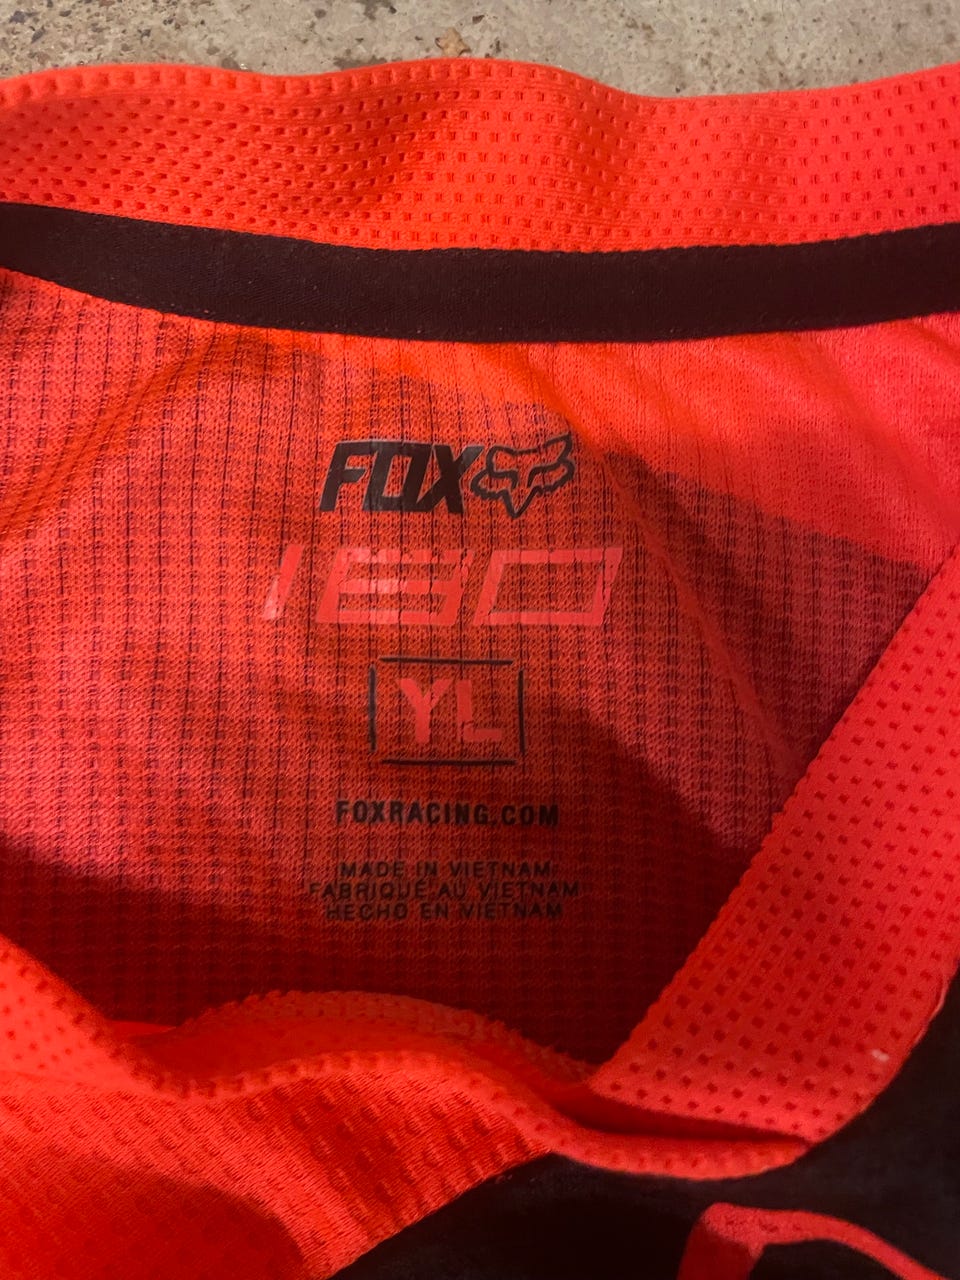 FOX
180
YL
FOXRACING.COM
MADE IN VIETNAM
FABRIQUÉ AU VIETNAM
HECHO EN VIETNAM